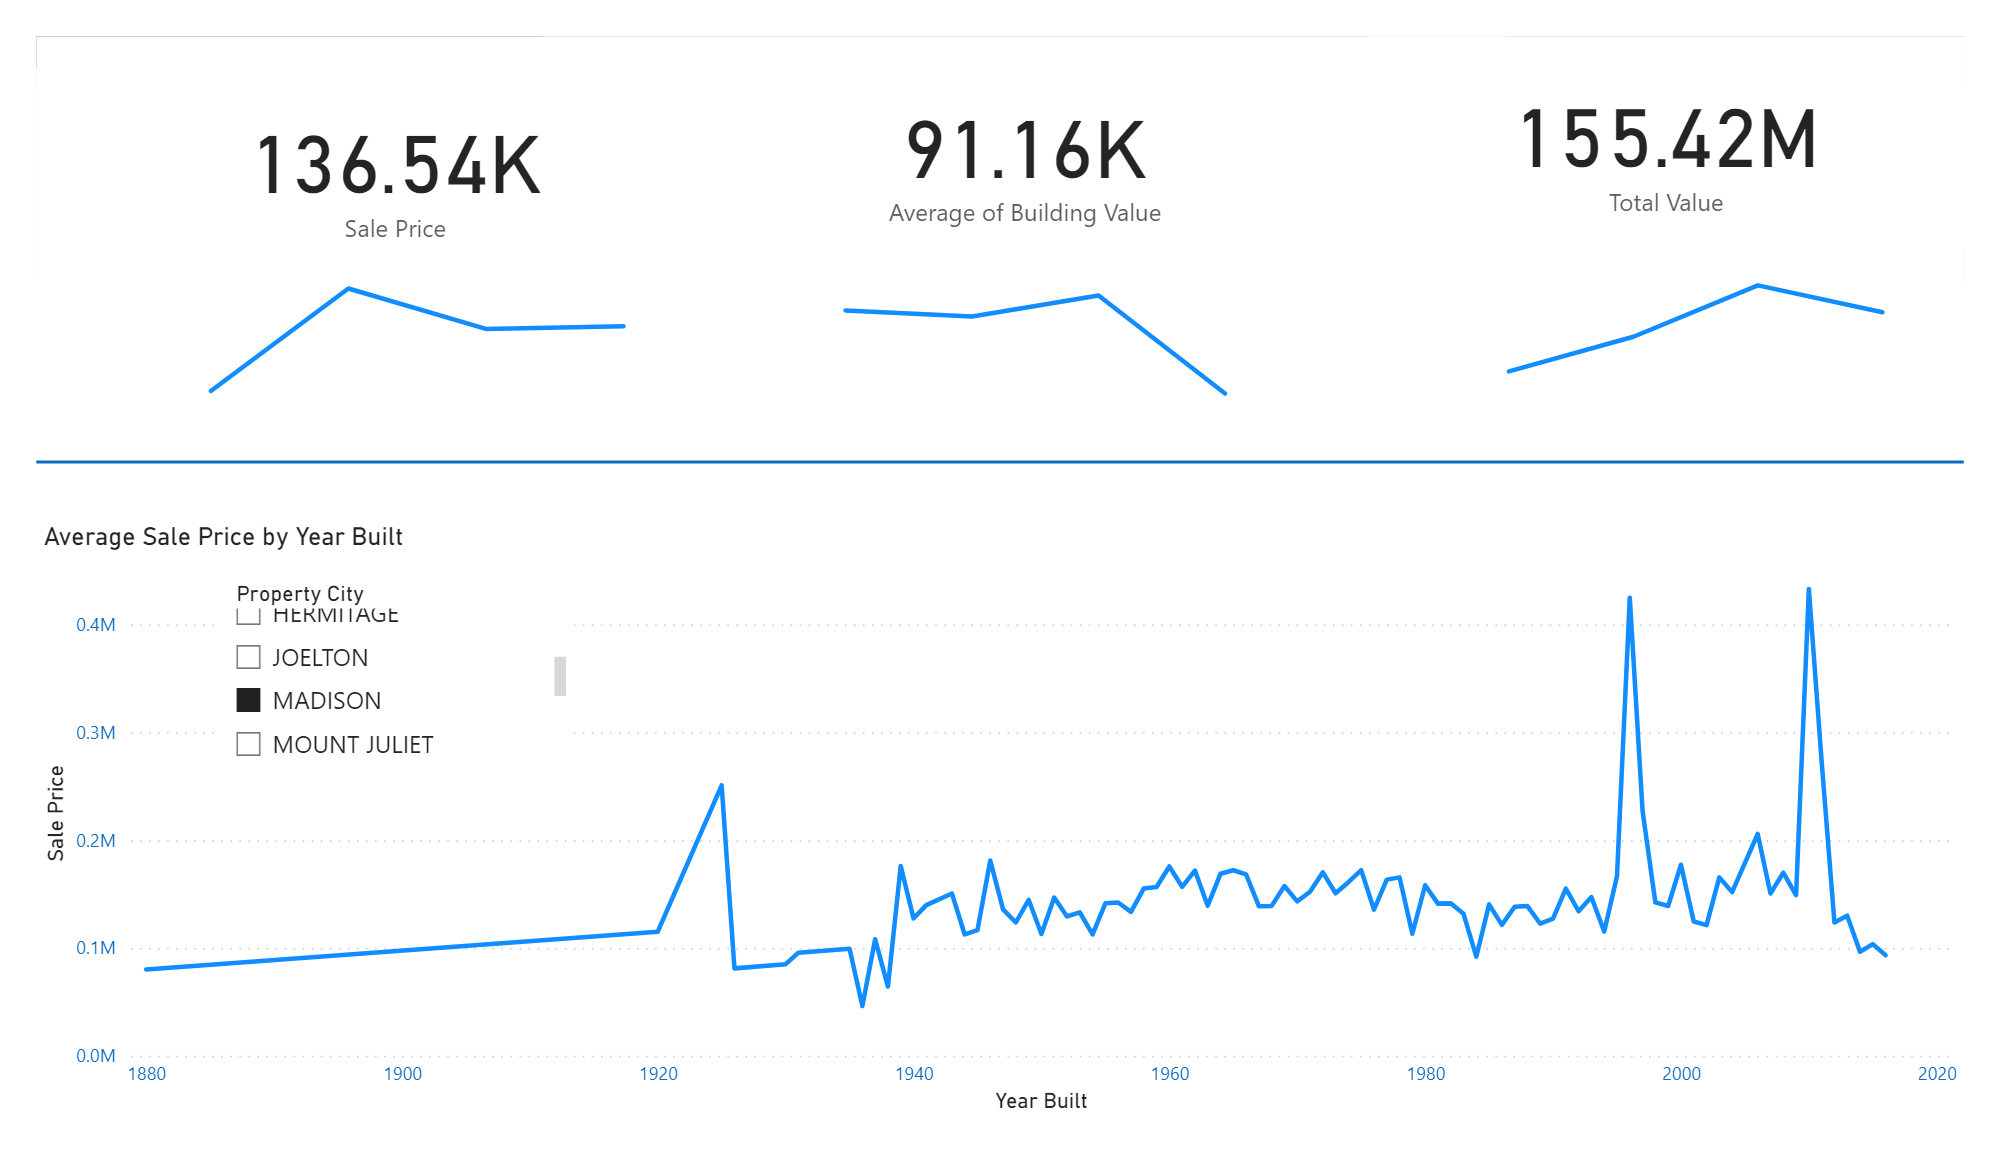 136.54K
Sale Price
91.16K
Average of Building Value
155.42M
Total Value
Average Sale Price by Year Built
Property City
HERMITAGE
JOELTON
MADISON
MOUNT JULIET
Sale Price
0.4M
0.3M
0.2M
0.1M
0.0M
1880 1900 1920 1940 1960 1980 2000 2020
Year Built